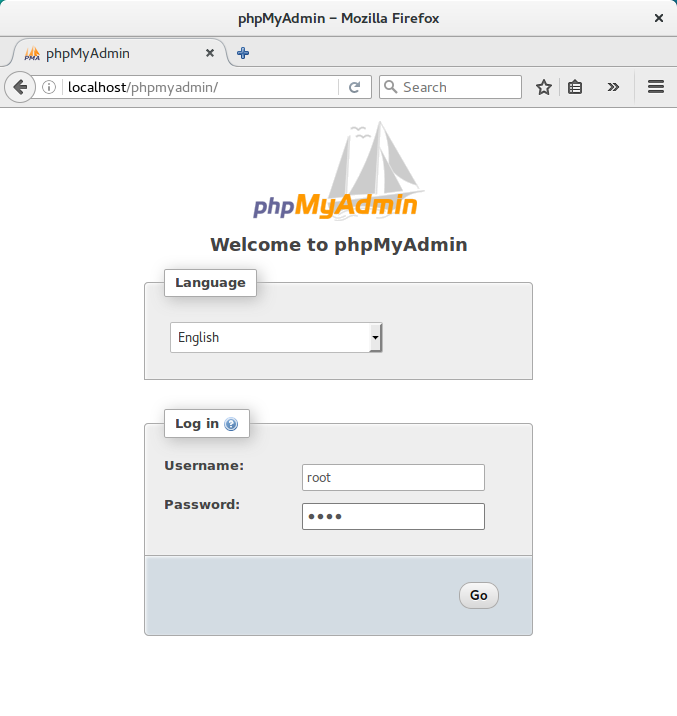 phpMyAdmin – Mozilla Firefox
PMA phpMyAdmin
localhost/phpmyadmin/ Search
phpMyAdmin
Welcome to phpMyAdmin
Language
English
Log in
Username: root
Password: ••••
Go